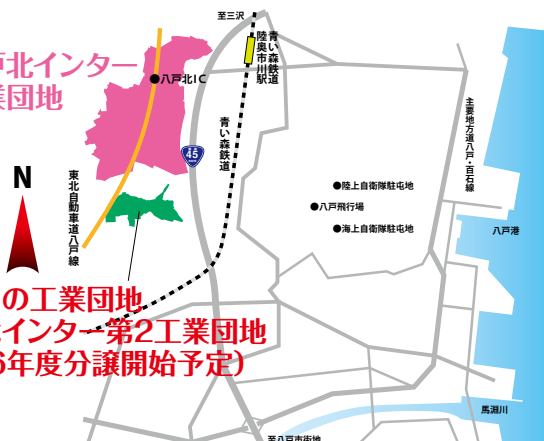 至三沢
青い森鉄道
陸奥市川駅
戸北インター
業団地
●八戸北IC
青い森鉄道
45
主要地方道八戸・百石線
N
東北自動車道八戸線
●陸上自衛隊駐屯地
●八戸飛行場
●海上自衛隊駐屯地
八戸港
の工業団地
インター第2工業団地
6年度分譲開始予定）
馬淵川
至八戸市街地